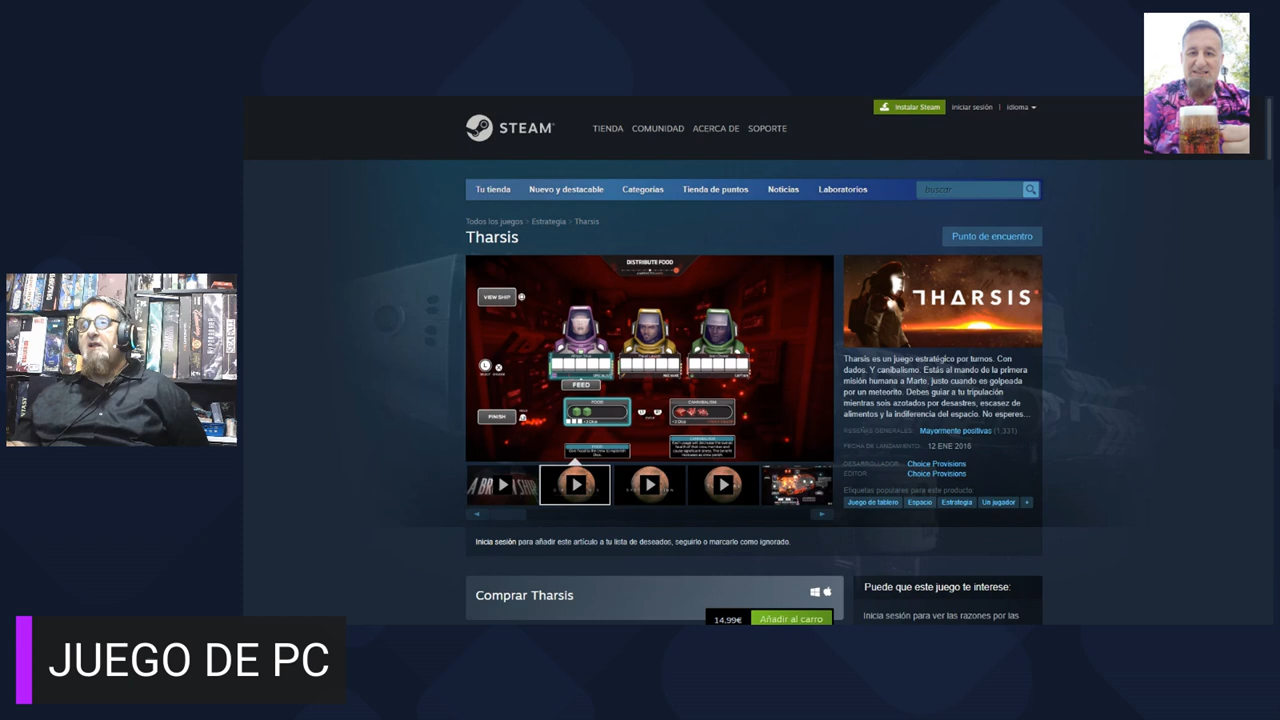 Instalar Steam
iniciar sesión | idioma
STEAM
TIENDA COMUNIDAD ACERCA DE SOPORTE
Tu tienda Nuevo y destacable Categorías Tienda de puntos Noticias Laboratorios buscar
Todos los juegos > Estrategia > Tharsis
Tharsis
Punto de encuentro
DISTRIBUTE FOOD
VIEW SHIP
FEED
FOOD
CANNIBALISM
FINISH
THARSIS
Tharsis es un juego estratégico por turnos. Con
dados. Y canibalismo. Estás al mando de la primera
misión humana a Marte, justo cuando es golpeada
por un meteorito. Debes guiar a tu tripulación
mientras sois azotados por desastres, escasez de
alimentos y la indiferencia del espacio. No esperes...
RESEÑAS GENERALES: Mayormente positivas (1,331)
FECHA DE LANZAMIENTO: 12 ENE 2016
DESARROLLADOR: Choice Provisions
EDITOR: Choice Provisions
Etiquetas populares para este producto:
Juego de tablero Espacio Estrategia Un jugador +
Inicia sesión para añadir este artículo a tu lista de deseados, seguirlo o marcarlo como ignorado.
Comprar Tharsis
14,99€ Añadir al carro
Puede que este juego te interese:
Inicia sesión para ver las razones por las
JUEGO DE PC